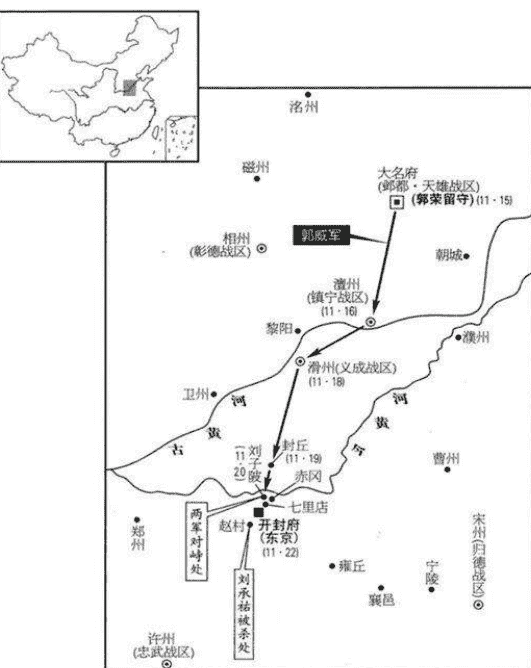 洺州
磁州
大名府
(邺都·天雄战区)
(郭荣留守)(11·15)
郭威军
相州
(彰德战区)
朝城
澶州
(镇宁战区)
(11·16)
黎阳
濮州
滑州(义成战区)
(11·18)
卫州
古黄河
今黄河
封丘
(11·19)
刘子陂
(11·20)
赤冈
曹州
七里店
两军对峙处
赵村
开封府
(东京)
(11·22)
郑州
宋州(归德战区)
刘承祐被杀处
雍丘
宁陵
襄邑
许州
(忠武战区)